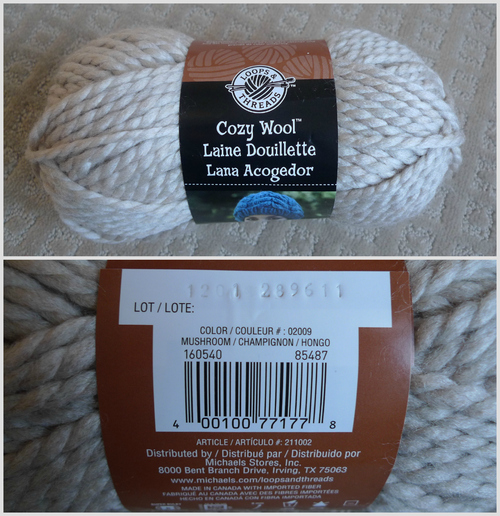 LOOPS &
THREADS™
Cozy Wool™
Laine Douillette
Lana Acogedor
1201 289611
LOT / LOTE:
COLOR / COULEUR # : 02009
MUSHROOM / CHAMPIGNON / HONGO
160540 85487
4 00100 77177 8
ARTICLE / ARTÍCULO #: 211002
Distributed by / Distribué par / Distribuido por
Michaels Stores, Inc.
8000 Bent Branch Drive, Irving, TX 75063
www.michaels.com/loopsandthreads
MADE IN CANADA WITH IMPORTED FIBER
FABRIQUÉ AU CANADA AVEC DES FIBRES IMPORTÉES
HECHO EN CANADA CON FIBRA IMPORTADA